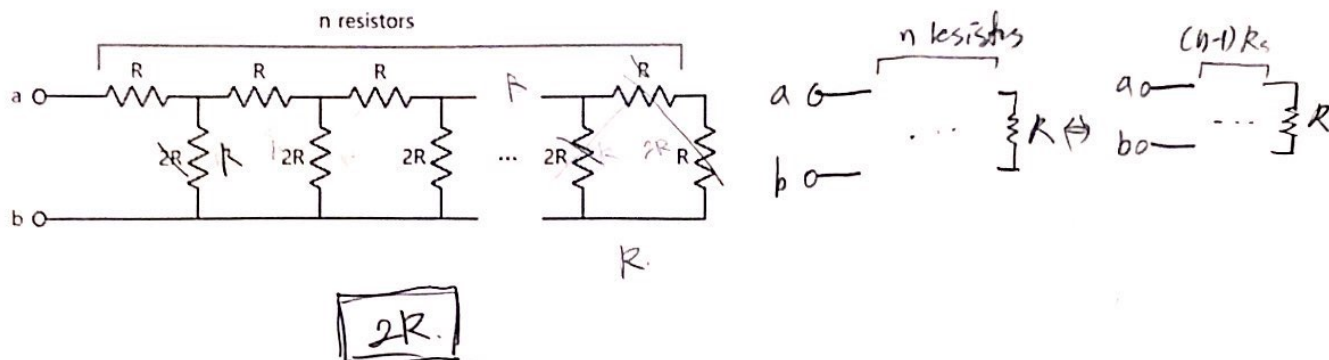 n resistors
R R R R R
a
2R R 2R 2R ... 2R 2R R
b
R.
2R.
n resistors
a
... R ⇔
b
(n-1) Rs
a
... R
b